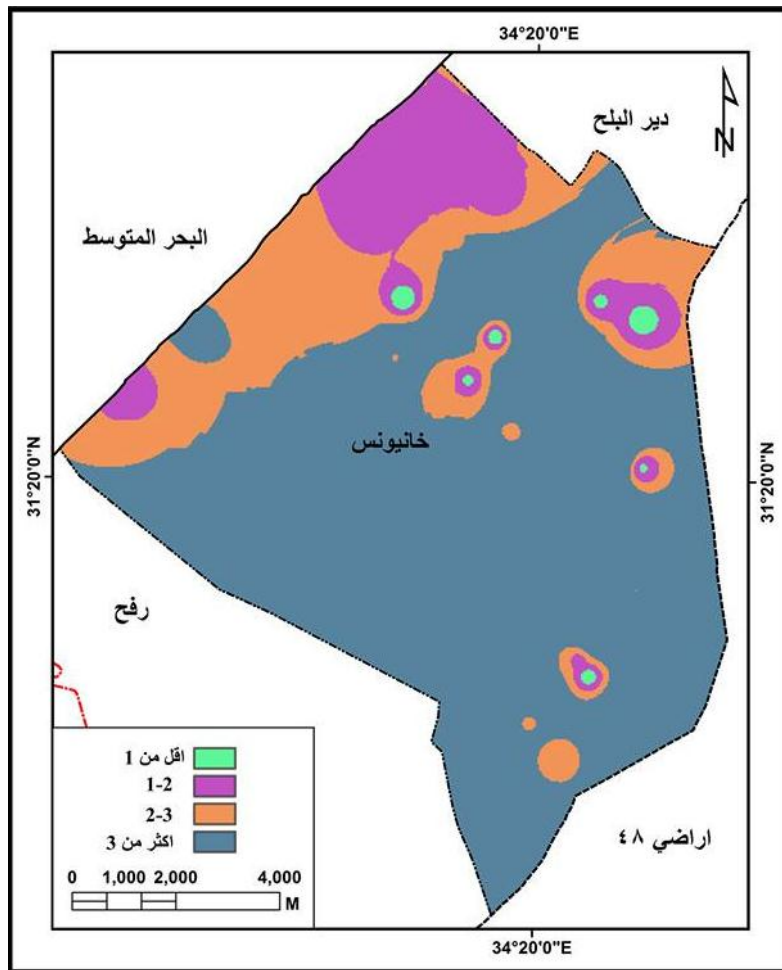 34°20'0"E
دير البلح
N
البحر المتوسط
خانيونس
31°20'0"N
31°20'0"N
رفح
اقل من 1
1-2
2-3
اكثر من 3
0 1,000 2,000 4,000
M
اراضي ٤٨
34°20'0"E